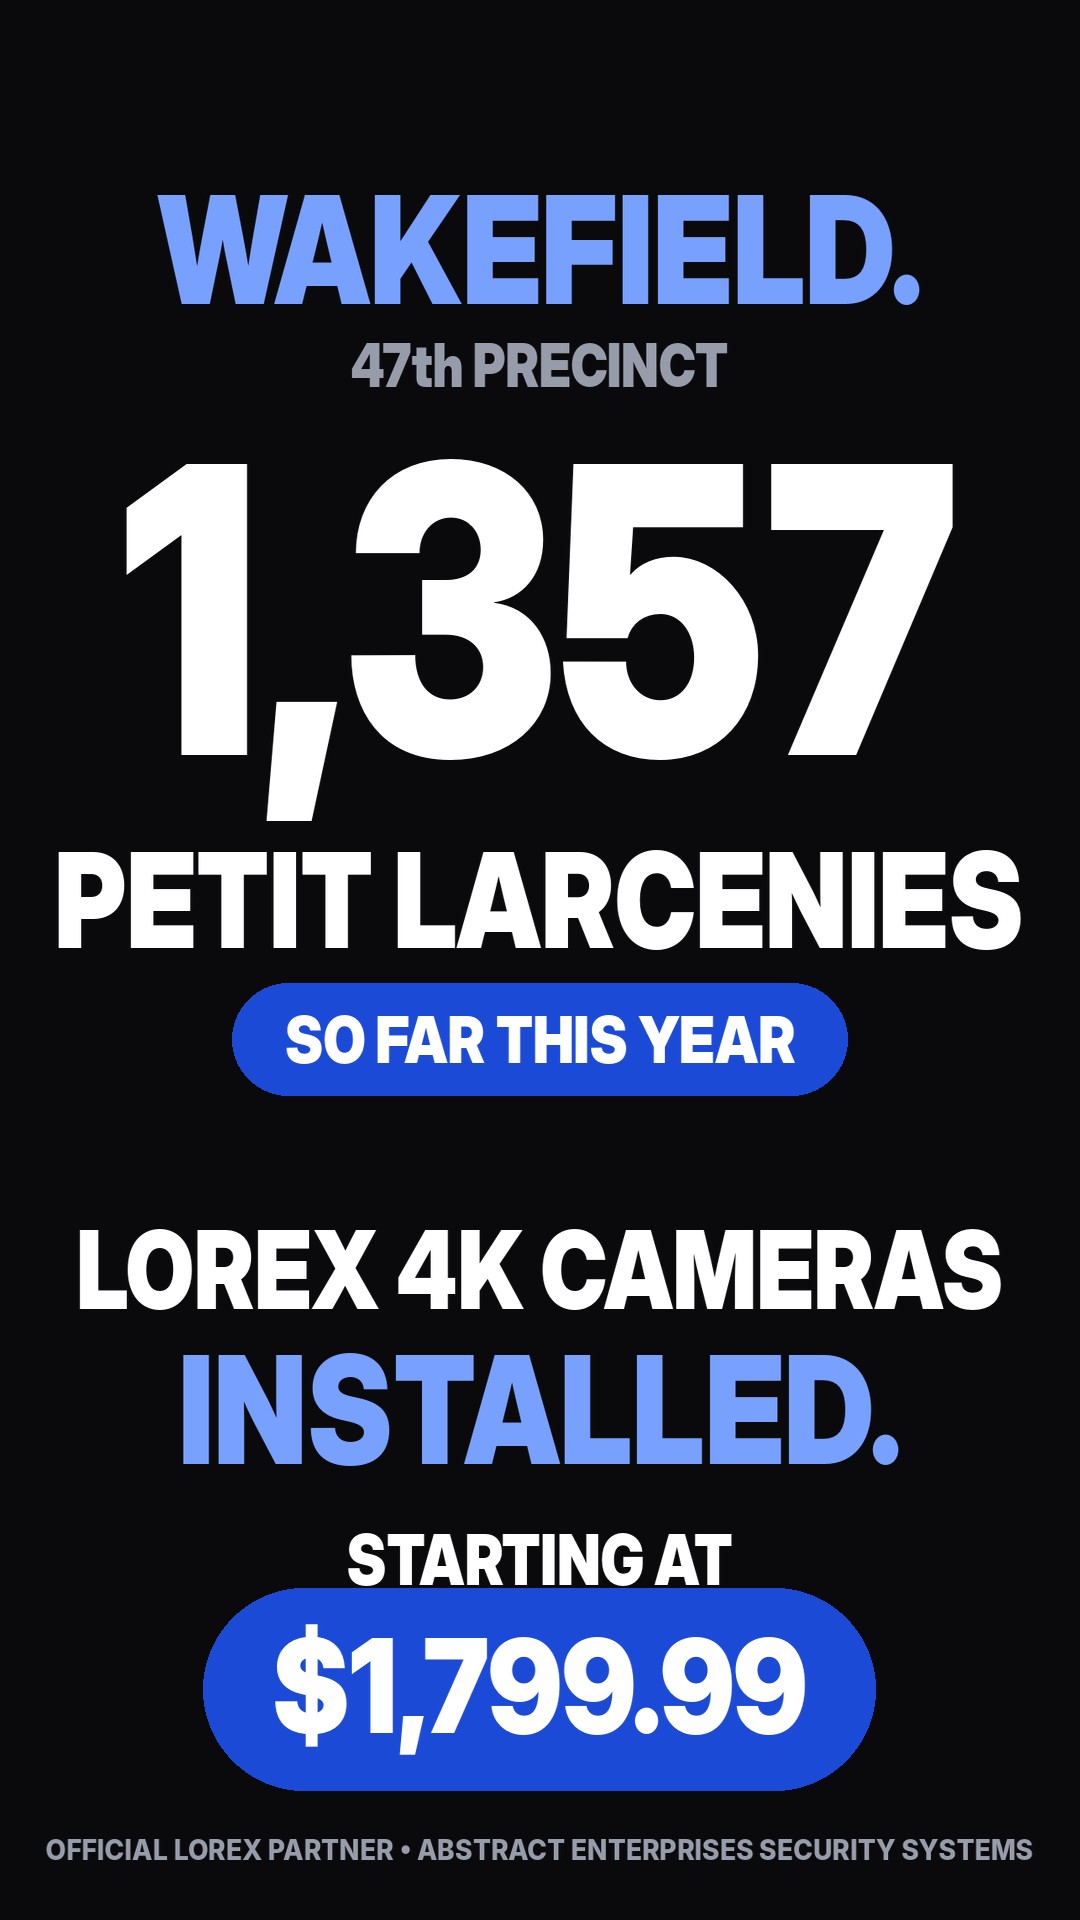 WAKEFIELD.
47th PRECINCT
1,357
PETIT LARCENIES
SO FAR THIS YEAR
LOREX 4K CAMERAS
INSTALLED.
STARTING AT
$1,799.99
OFFICIAL LOREX PARTNER • ABSTRACT ENTERPRISES SECURITY SYSTEMS